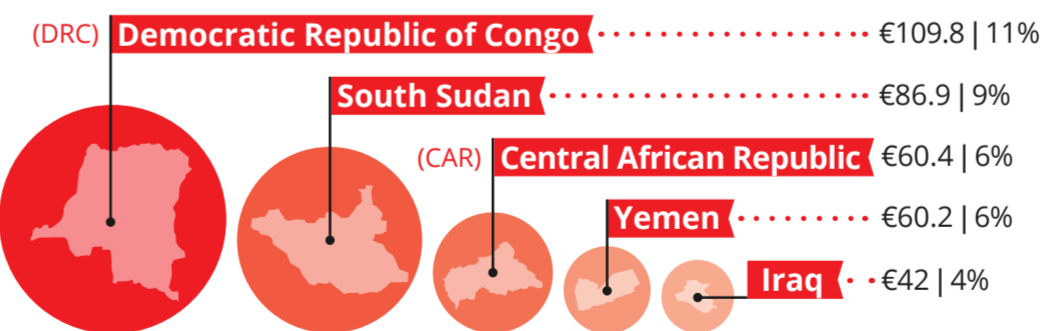 (DRC) Democratic Republic of Congo €109.8 | 11%
South Sudan €86.9 | 9%
(CAR) Central African Republic €60.4 | 6%
Yemen €60.2 | 6%
Iraq €42 | 4%